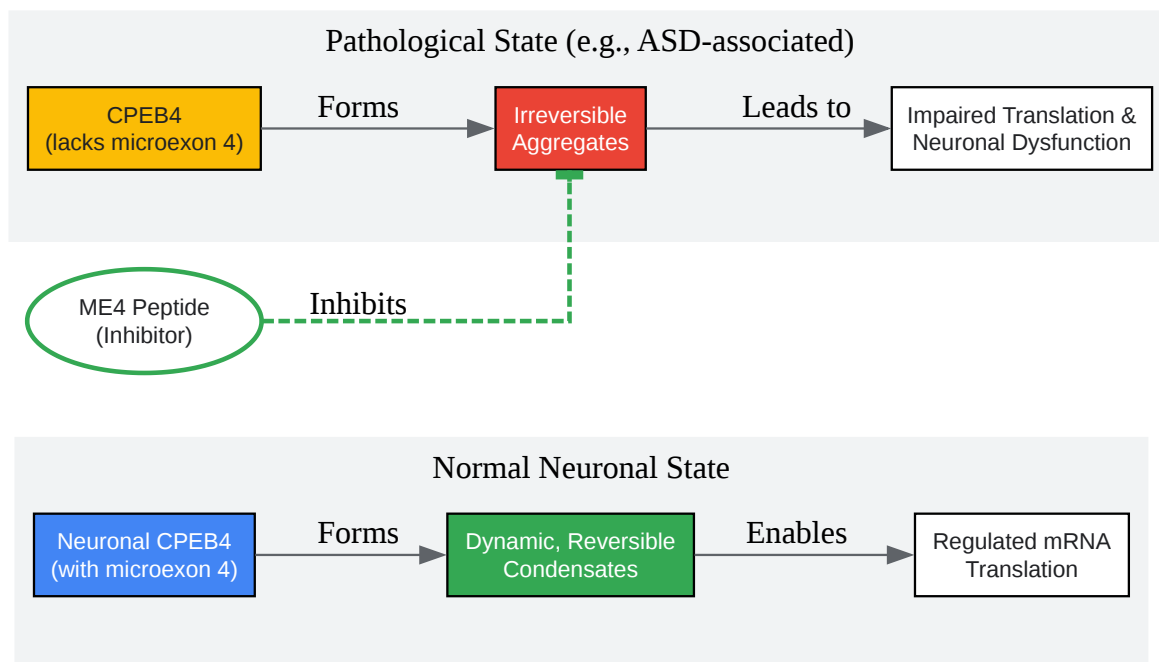 Pathological State (e.g., ASD-associated)
CPEB4
(lacks microexon 4)
Forms
Irreversible
Aggregates
Leads to
Impaired Translation &
Neuronal Dysfunction
ME4 Peptide
(Inhibitor)
Inhibits
Normal Neuronal State
Neuronal CPEB4
(with microexon 4)
Forms
Dynamic, Reversible
Condensates
Enables
Regulated mRNA
Translation